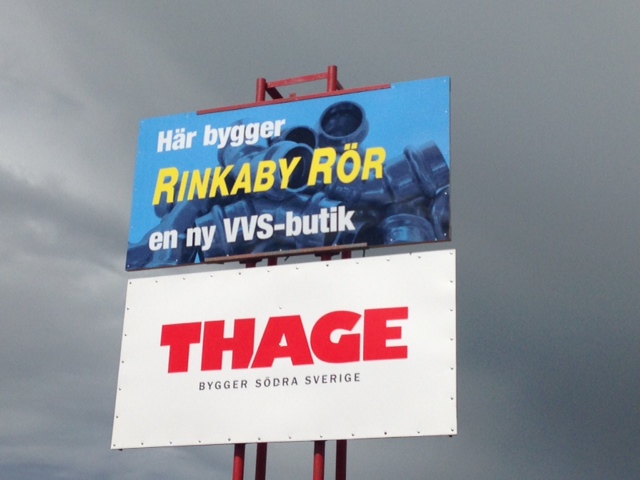 Här bygger
RINKABY RÖR
en ny VVS-butik
THAGE
BYGGER SÖDRA SVERIGE